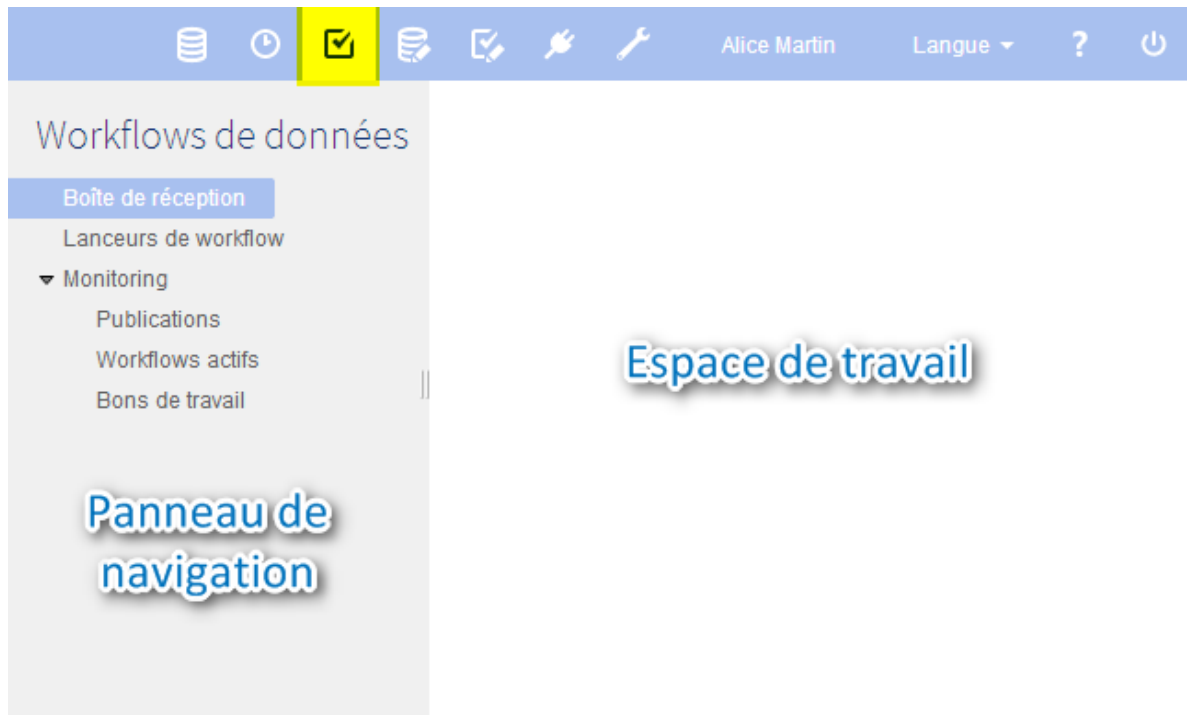 Alice Martin Langue ?
Workflows de données
Boîte de réception
Lanceurs de workflow
Monitoring
Publications
Workflows actifs
Bons de travail
Espace de travail
Panneau de
navigation